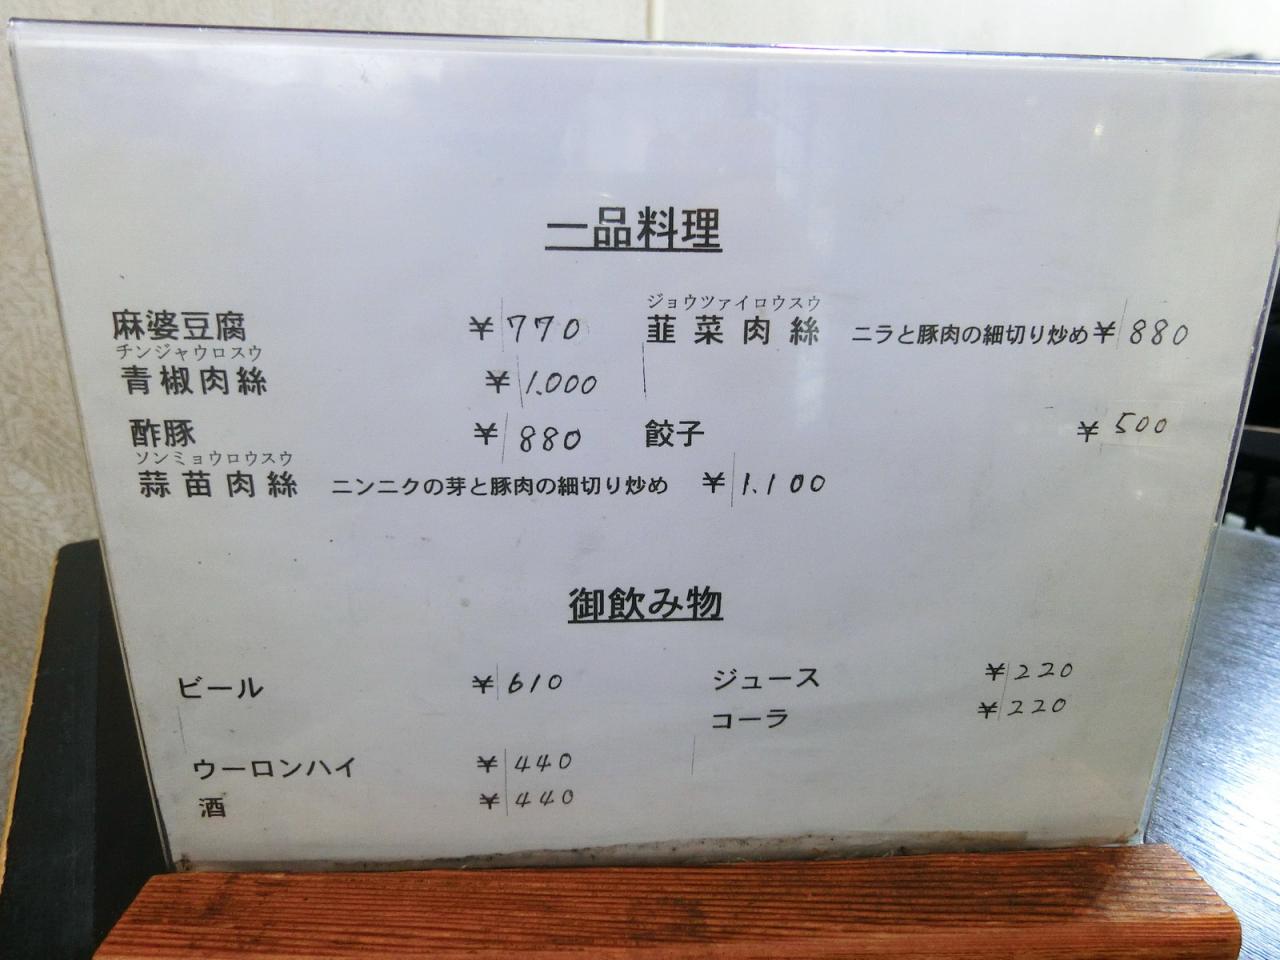 一品料理
麻婆豆腐 ¥770
チンジャウロスウ
青椒肉絲 ¥1.000
酢豚 ¥880
ソンミョウロウスウ
蒜苗肉絲 ニンニクの芽と豚肉の細切り炒め ¥1.100
ジョウツァイロウスウ
韮菜肉絲 ニラと豚肉の細切り炒め ¥880
餃子 ¥500
御飲み物
ビール ¥610
ウーロンハイ ¥440
酒 ¥440
ジュース ¥220
コーラ ¥220